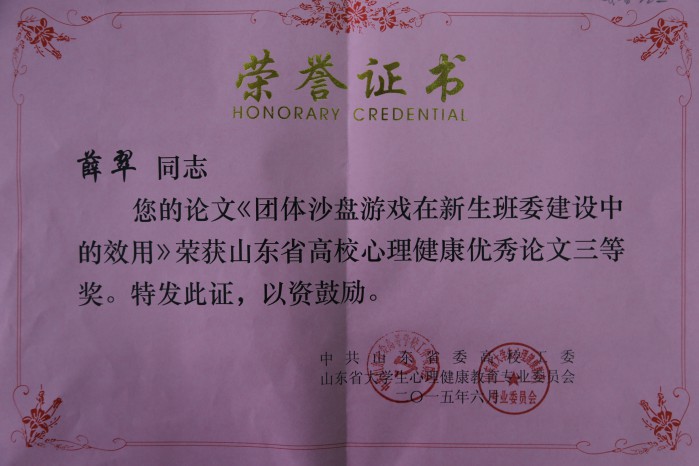 荣誉证书
HONORARY CREDENTIAL
薛翠 同志
您的论文《团体沙盘游戏在新生班委建设中
的效用》荣获山东省高校心理健康优秀论文三等
奖。特发此证，以资鼓励。
中共山东省委高校工委
山东省大学生心理健康教育专业委员会
二〇一五年六月